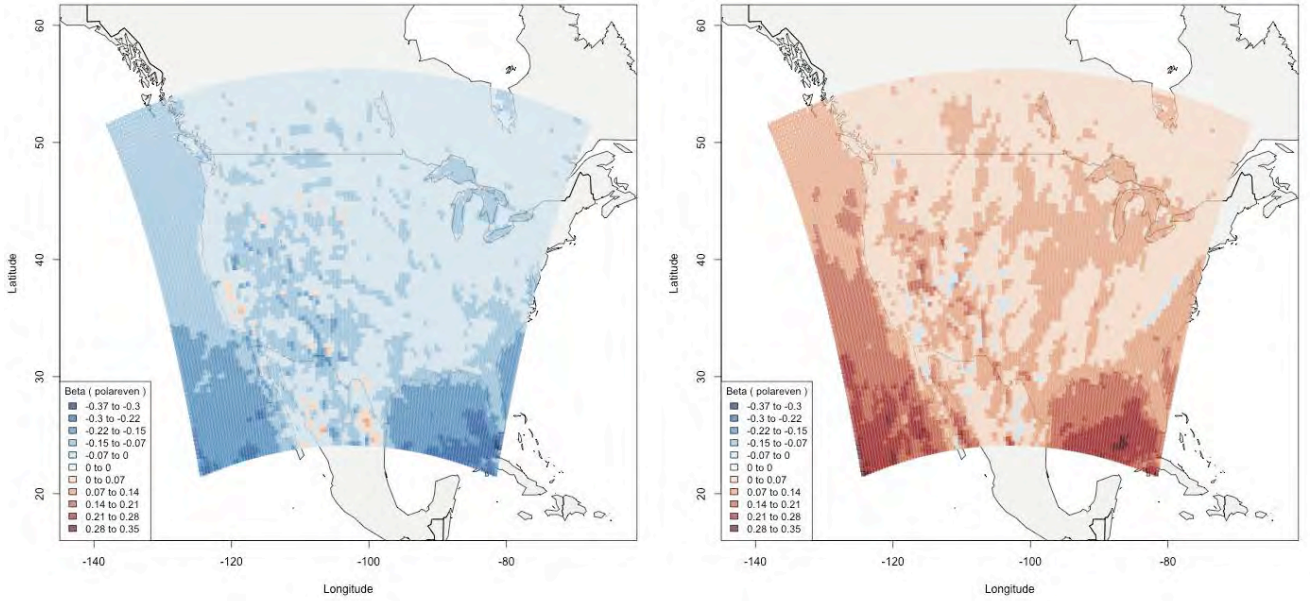 60
50
40
30
20
Latitude
-140
-120
-100
-80
Longitude
Beta ( polareven )
-0.37 to -0.3
-0.3 to -0.22
-0.22 to -0.15
-0.15 to -0.07
-0.07 to 0
0 to 0
0 to 0.07
0.07 to 0.14
0.14 to 0.21
0.21 to 0.28
0.28 to 0.35
60
50
40
30
20
Latitude
-140
-120
-100
-80
Longitude
Beta ( polareven )
-0.37 to -0.3
-0.3 to -0.22
-0.22 to -0.15
-0.15 to -0.07
-0.07 to 0
0 to 0
0 to 0.07
0.07 to 0.14
0.14 to 0.21
0.21 to 0.28
0.28 to 0.35